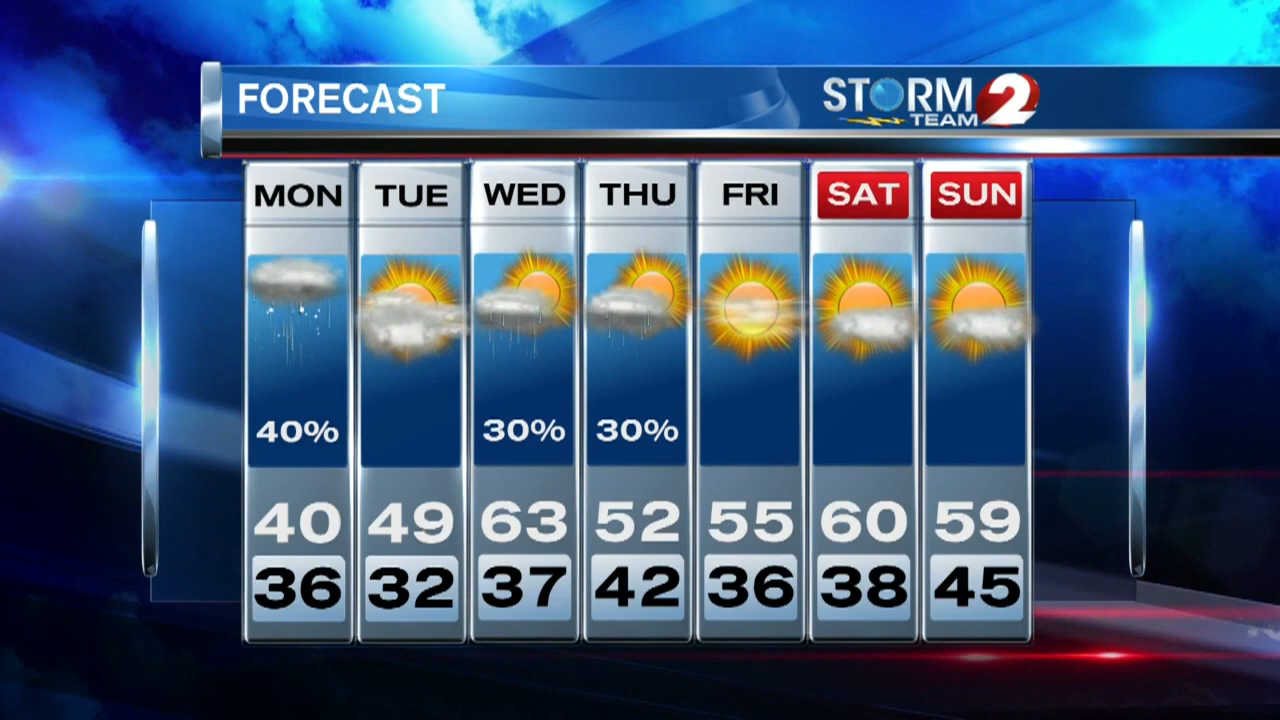 FORECAST
STORM
TEAM 2
MON TUE WED THU FRI SAT SUN
40% 30% 30%
40 49 63 52 55 60 59
36 32 37 42 36 38 45